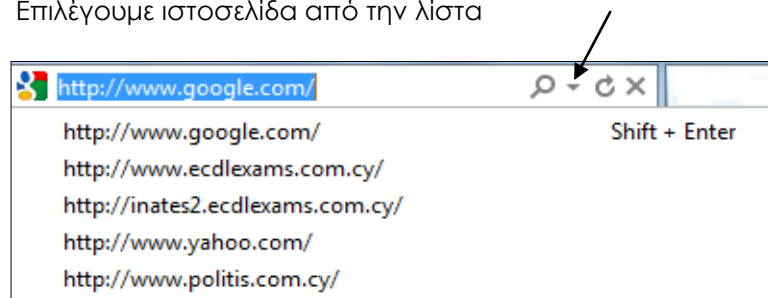 Επιλέγουμε ιστοσελίδα από την λίστα
http://www.google.com/
http://www.google.com/ Shift + Enter
http://www.ecdlexams.com.cy/
http://inates2.ecdlexams.com.cy/
http://www.yahoo.com/
http://www.politis.com.cy/